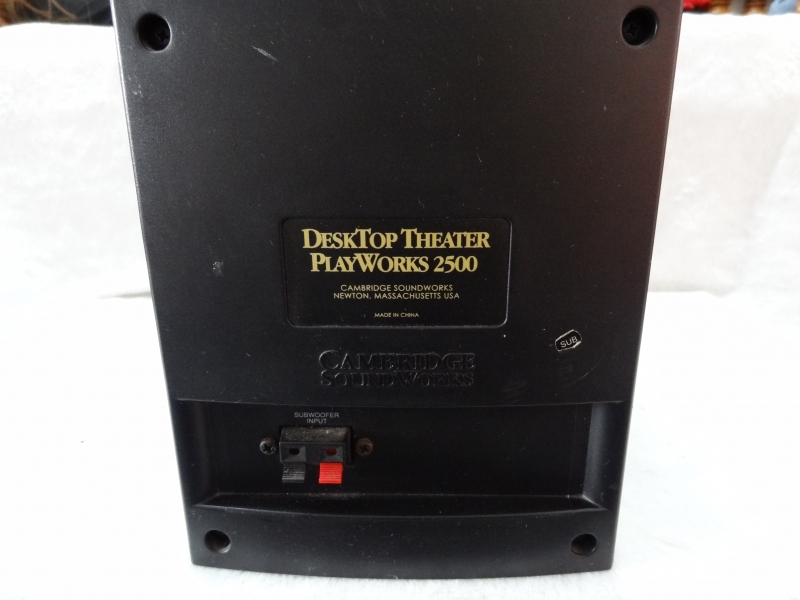 DESKTOP THEATER
PLAYWORKS 2500
CAMBRIDGE SOUNDWORKS
NEWTON, MASSACHUSETTS USA
MADE IN CHINA
SUB
CAMBRIDGE
SOUNDWORKS
SUBWOOFER
INPUT